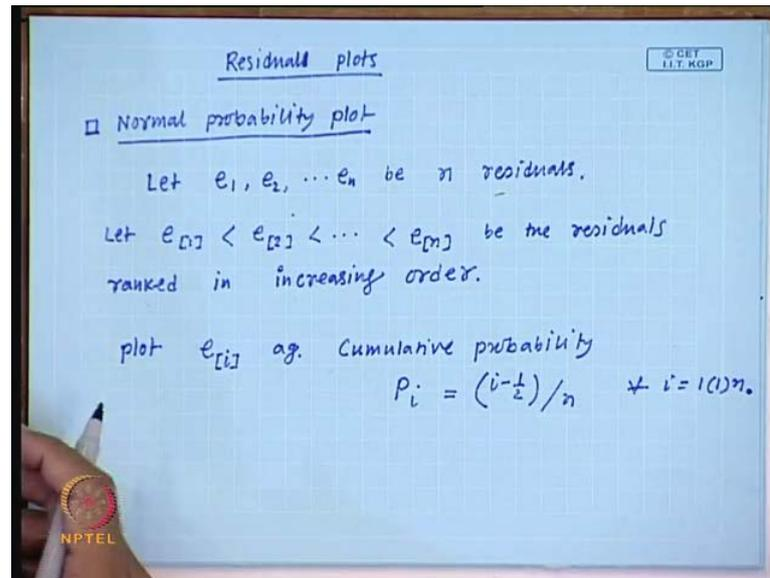 Residuall plots
© CET
I.I.T. KGP
□ Normal probability plot
Let e₁, e₂, ⋯ eₙ be n residuals.
Let e[1] < e[2] < ⋯ < e[n] be the residuals
ranked in increasing order.
plot e[i] ag. Cumulative probability
Pᵢ = (i-½)/n ∀ i = 1(1)n.
NPTEL